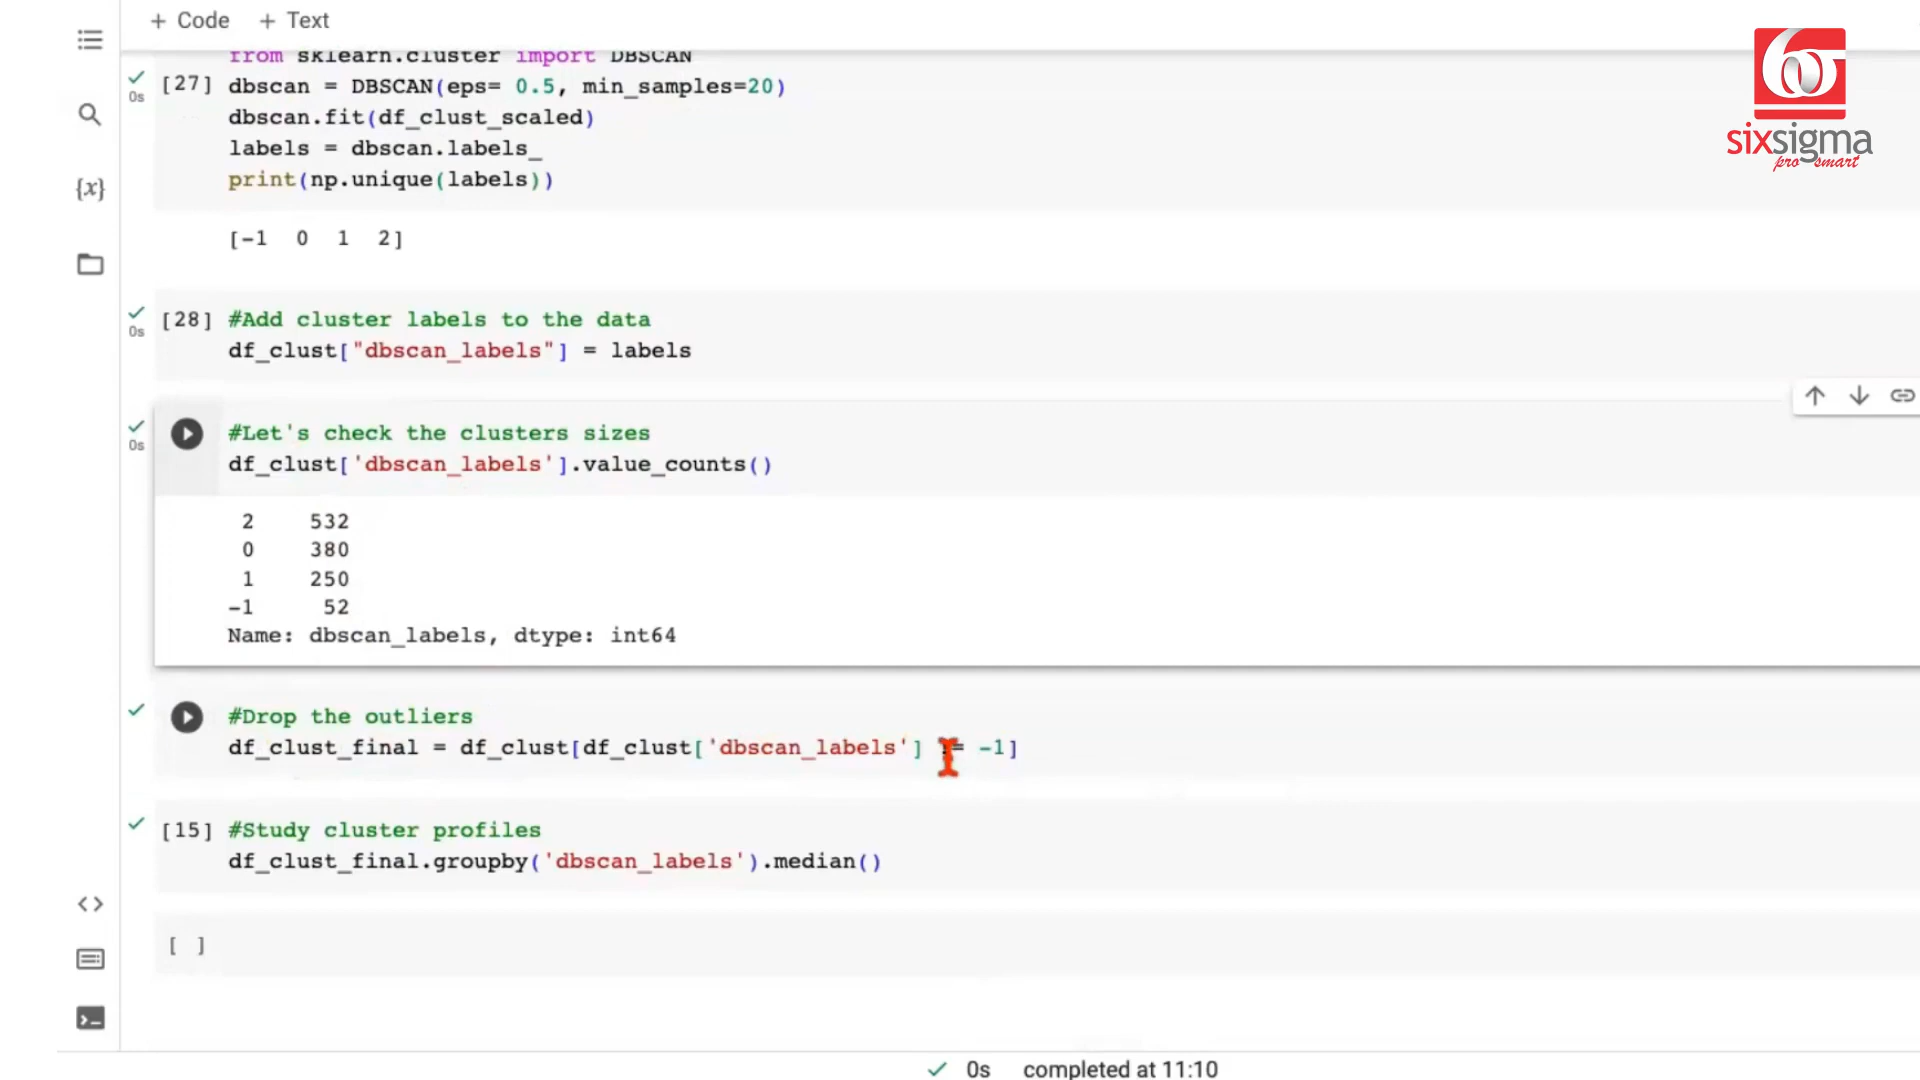 + Code + Text
from sklearn.cluster import DBSCAN
[27] dbscan = DBSCAN(eps= 0.5, min_samples=20)
0s
dbscan.fit(df_clust_scaled)
labels = dbscan.labels_
print(np.unique(labels))
{x}
[-1 0 1 2]
[28] #Add cluster labels to the data
0s
df_clust["dbscan_labels"] = labels
#Let's check the clusters sizes
0s
df_clust['dbscan_labels'].value_counts()
2 532
0 380
1 250
-1 52
Name: dbscan_labels, dtype: int64
#Drop the outliers
df_clust_final = df_clust[df_clust['dbscan_labels'] != -1]
[15] #Study cluster profiles
df_clust_final.groupby('dbscan_labels').median()
[ ]
0s completed at 11:10
sixsigma
pro smart